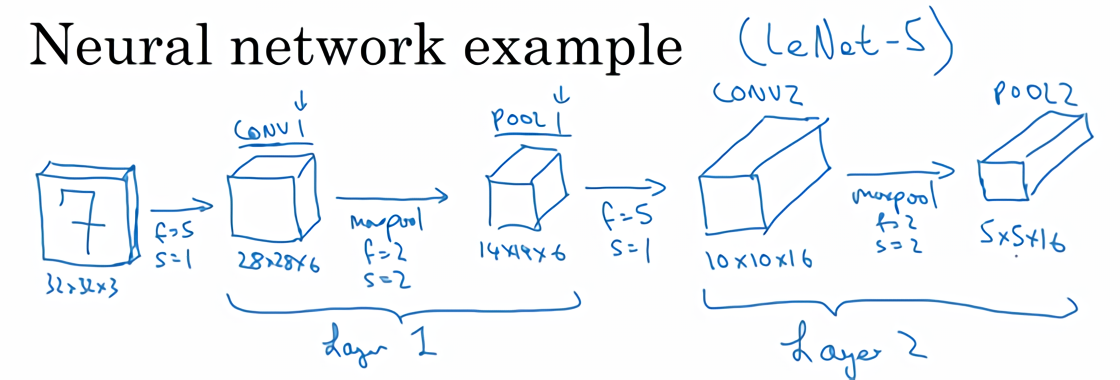 Neural network example (LeNet-5)
CONV1
POOL1
CONV2
POOL2
7
32×32×3
f=5
s=1
28×28×6
maxpool
f=2
s=2
14×14×6
f=5
s=1
10×10×16
maxpool
f=2
s=2
5×5×16
Layer 1
Layer 2